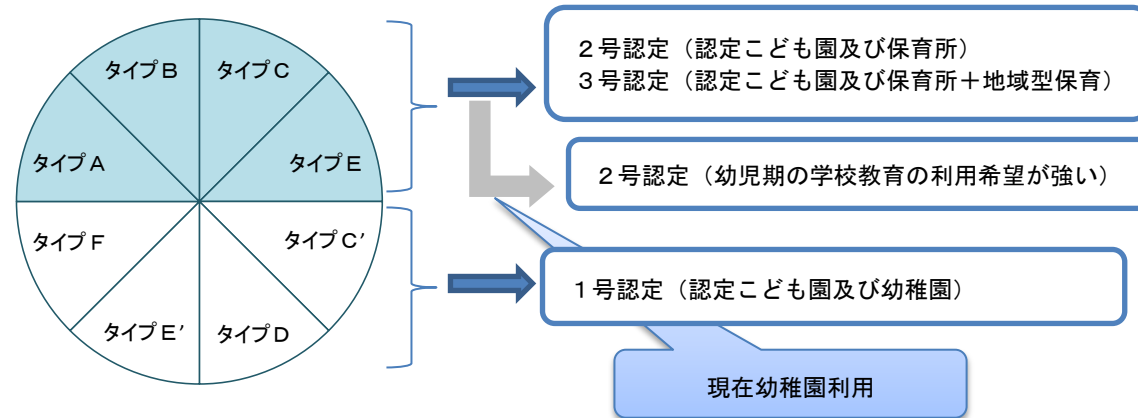 タイプB
タイプC
タイプA
タイプE
タイプF
タイプC'
タイプE'
タイプD
２号認定（認定こども園及び保育所）
３号認定（認定こども園及び保育所＋地域型保育）
２号認定（幼児期の学校教育の利用希望が強い）
１号認定（認定こども園及び幼稚園）
現在幼稚園利用